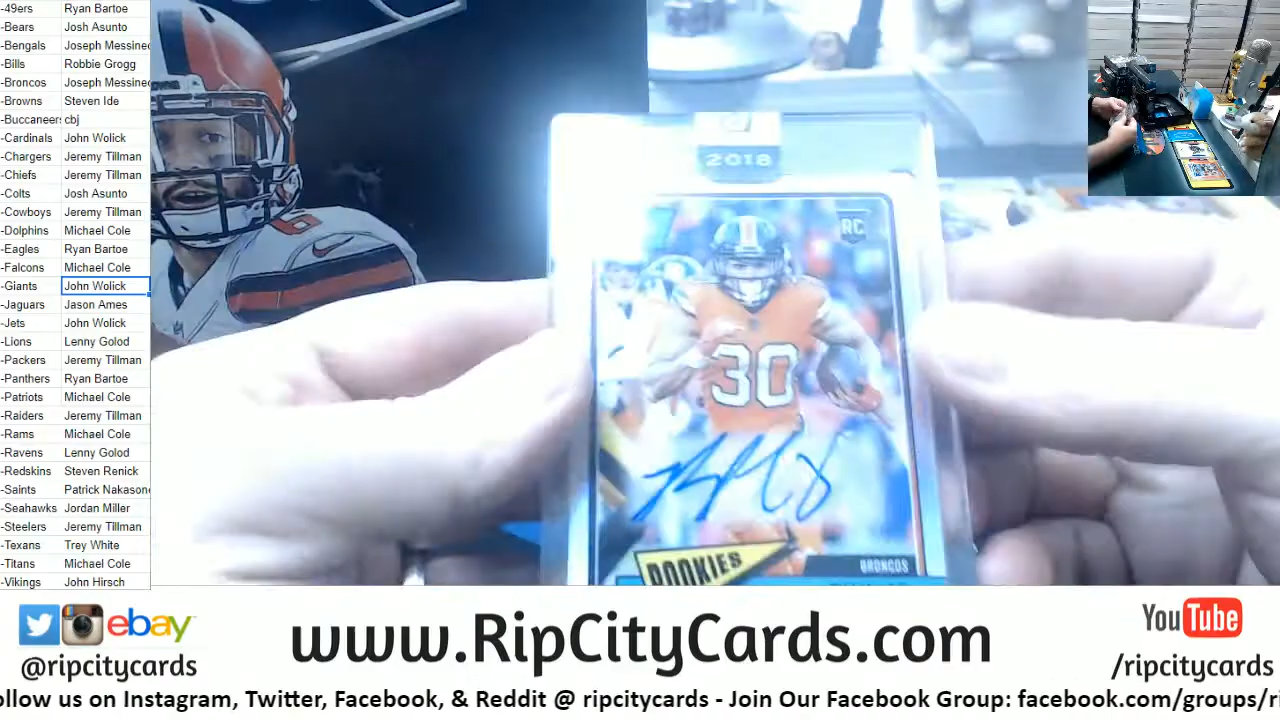 -49ers Ryan Bartoe
-Bears Josh Asunto
-Bengals Joseph Messinec
-Bills Robbie Grogg
-Broncos Joseph Messinec
-Browns Steven Ide
-Buccaneers cbj
-Cardinals John Wolick
-Chargers Jeremy Tillman
-Chiefs Jeremy Tillman
-Colts Josh Asunto
-Cowboys Jeremy Tillman
-Dolphins Michael Cole
-Eagles Ryan Bartoe
-Falcons Michael Cole
-Giants John Wolick
-Jaguars Jason Ames
-Jets John Wolick
-Lions Lenny Golod
-Packers Jeremy Tillman
-Panthers Ryan Bartoe
-Patriots Michael Cole
-Raiders Jeremy Tillman
-Rams Michael Cole
-Ravens Lenny Golod
-Redskins Steven Renick
-Saints Patrick Nakason
-Seahawks Jordan Miller
-Steelers Jeremy Tillman
-Texans Trey White
-Titans Michael Cole
-Vikings John Hirsch
2018
RC
30
ROOKIES
BRONCOS
6
ebay
@ripcitycards
www.RipCityCards.com
YouTube
/ripcitycards
ollow us on Instagram, Twitter, Facebook, & Reddit @ ripcitycards - Join Our Facebook Group: facebook.com/groups/ri